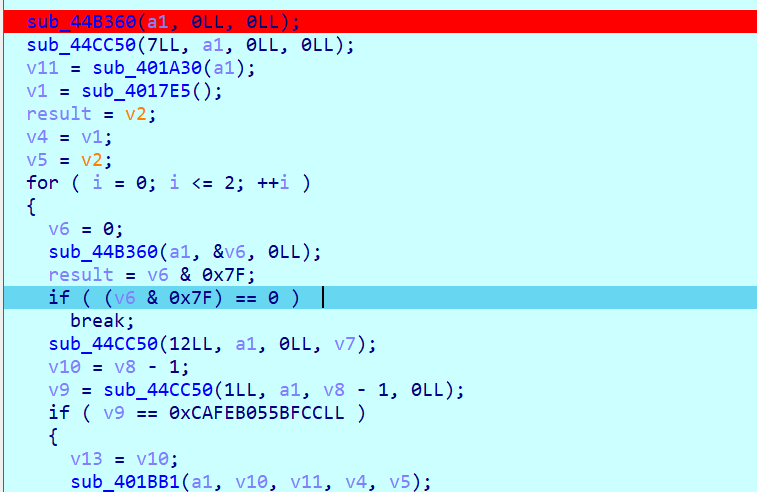 sub_44B360(a1, 0LL, 0LL);
sub_44CC50(7LL, a1, 0LL, 0LL);
v11 = sub_401A30(a1);
v1 = sub_4017E5();
result = v2;
v4 = v1;
v5 = v2;
for ( i = 0; i <= 2; ++i )
{
v6 = 0;
sub_44B360(a1, &v6, 0LL);
result = v6 & 0x7F;
if ( (v6 & 0x7F) == 0 )
break;
sub_44CC50(12LL, a1, 0LL, v7);
v10 = v8 - 1;
v9 = sub_44CC50(1LL, a1, v8 - 1, 0LL);
if ( v9 == 0xCAFEB055BFCCLL )
{
v13 = v10;
sub_401BB1(a1, v10, v11, v4, v5);